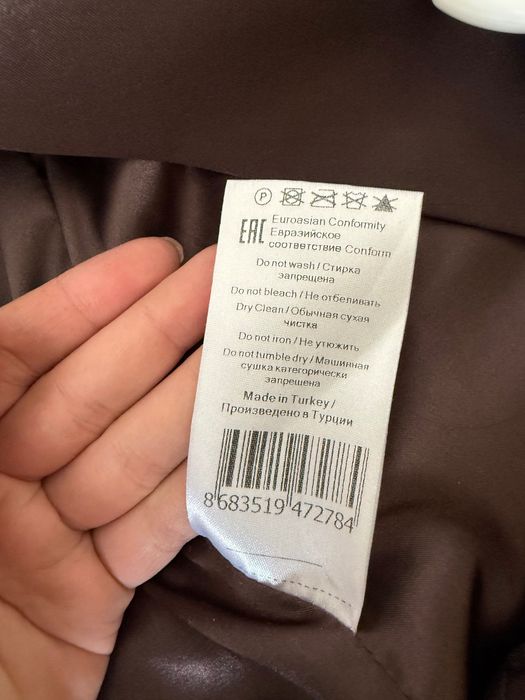 P
EAC Euroasian Conformity
Евразийское
соответствие Conform
Do not wash / Стирка
запрещена
Do not bleach / Не отбеливать
Dry Clean / Обычная сухая
чистка
Do not iron / Не утюжить
Do not tumble dry / Машинная
сушка категорически
запрещена
Made in Turkey /
Произведено в Турции
8 683519 472784